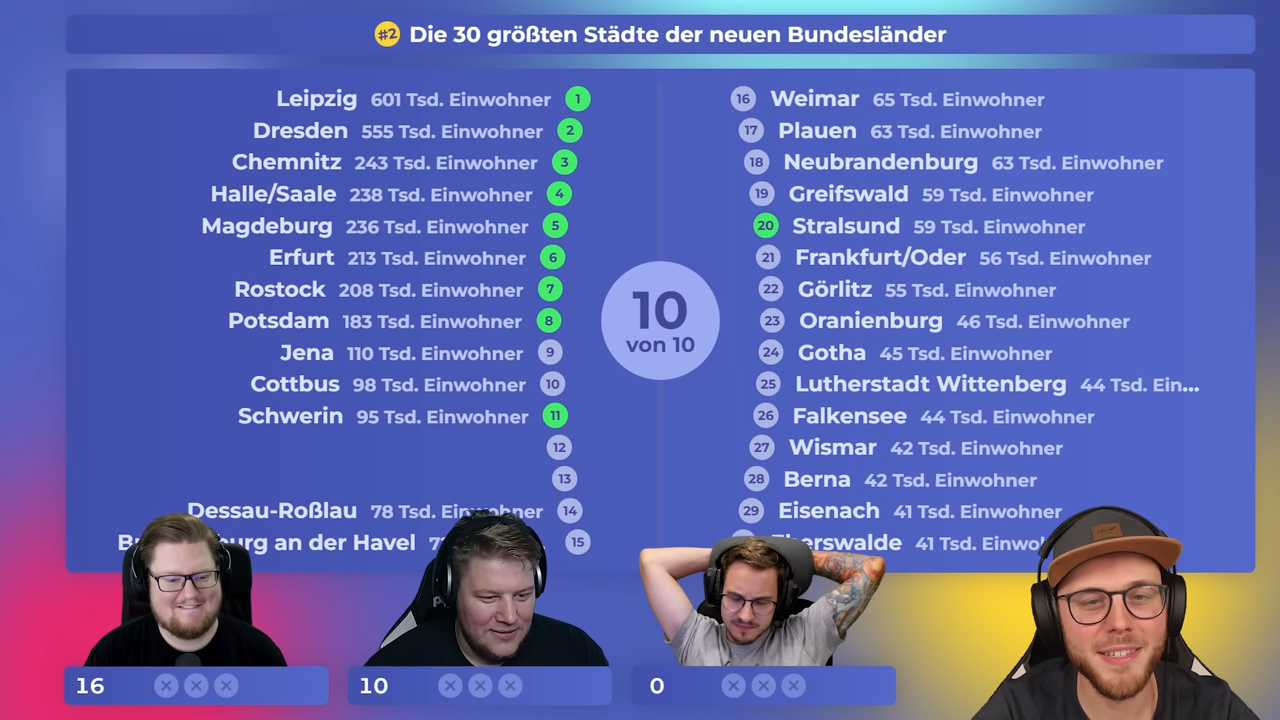 #2 Die 30 größten Städte der neuen Bundesländer
Leipzig 601 Tsd. Einwohner 1
Dresden 555 Tsd. Einwohner 2
Chemnitz 243 Tsd. Einwohner 3
Halle/Saale 238 Tsd. Einwohner 4
Magdeburg 236 Tsd. Einwohner 5
Erfurt 213 Tsd. Einwohner 6
Rostock 208 Tsd. Einwohner 7
Potsdam 183 Tsd. Einwohner 8
Jena 110 Tsd. Einwohner 9
Cottbus 98 Tsd. Einwohner 10
Schwerin 95 Tsd. Einwohner 11
12
13
Dessau-Roßlau 78 Tsd. Einwohner 14
an der Havel 15
10
von 10
16 Weimar 65 Tsd. Einwohner
17 Plauen 63 Tsd. Einwohner
18 Neubrandenburg 63 Tsd. Einwohner
19 Greifswald 59 Tsd. Einwohner
20 Stralsund 59 Tsd. Einwohner
21 Frankfurt/Oder 56 Tsd. Einwohner
22 Görlitz 55 Tsd. Einwohner
23 Oranienburg 46 Tsd. Einwohner
24 Gotha 45 Tsd. Einwohner
25 Lutherstadt Wittenberg 44 Tsd. Ein...
26 Falkensee 44 Tsd. Einwohner
27 Wismar 42 Tsd. Einwohner
28 Berna 42 Tsd. Einwohner
29 Eisenach 41 Tsd. Einwohner
Eberswalde 41 Tsd.
16
10
0